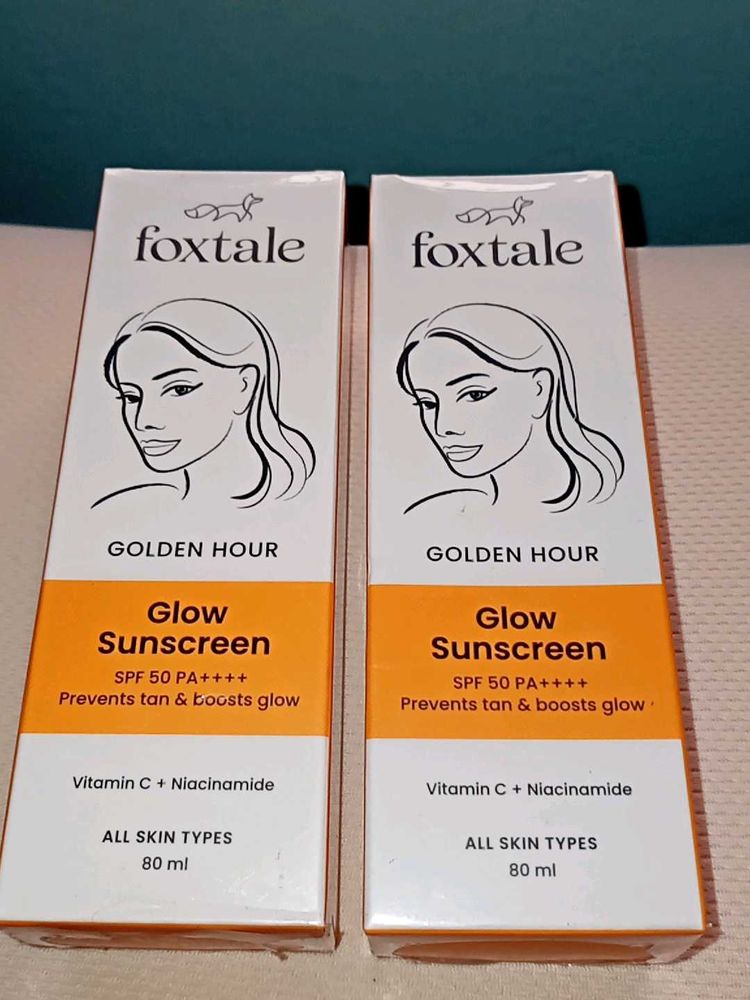 foxtale
GOLDEN HOUR
Glow
Sunscreen
SPF 50 PA++++
Prevents tan & boosts glow
Vitamin C + Niacinamide
ALL SKIN TYPES
80 ml
foxtale
GOLDEN HOUR
Glow
Sunscreen
SPF 50 PA++++
Prevents tan & boosts glow
Vitamin C + Niacinamide
ALL SKIN TYPES
80 ml